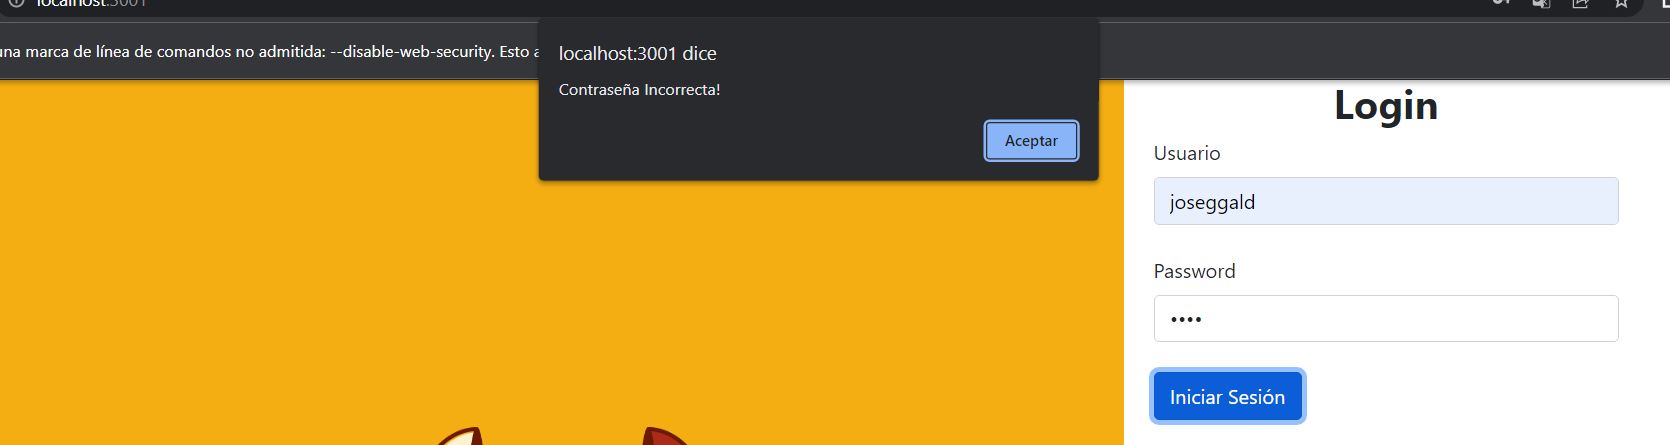 localhost:3001
una marca de línea de comandos no admitida: --disable-web-security. Esto a
localhost:3001 dice
Contraseña Incorrecta!
Aceptar
Login
Usuario
joseggald
Password
••••
Iniciar Sesión